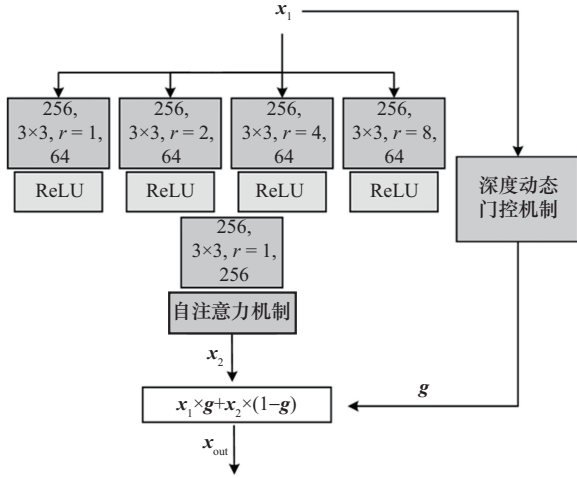 x1
256,
3×3, r = 1,
64
256,
3×3, r = 2,
64
256,
3×3, r = 4,
64
256,
3×3, r = 8,
64
ReLU
ReLU
ReLU
ReLU
深度动态
门控机制
256,
3×3, r = 1,
256
自注意力机制
x2
g
x1×g+x2×(1−g)
xout